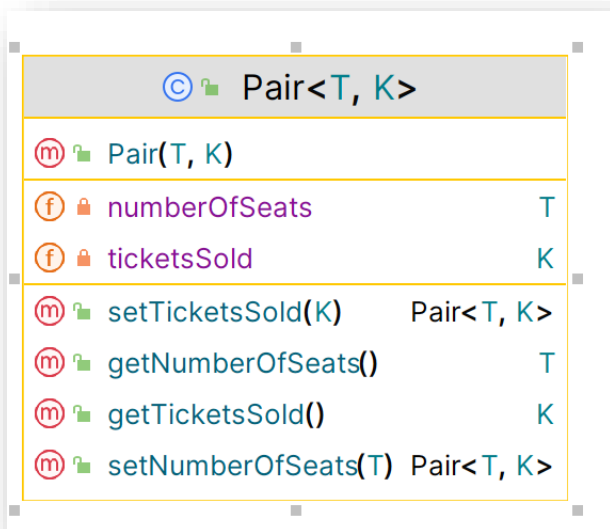 C Pair<T, K>
m Pair(T, K)
f numberOfSeats T
f ticketsSold K
m setTicketsSold(K) Pair<T, K>
m getNumberOfSeats() T
m getTicketsSold() K
m setNumberOfSeats(T) Pair<T, K>